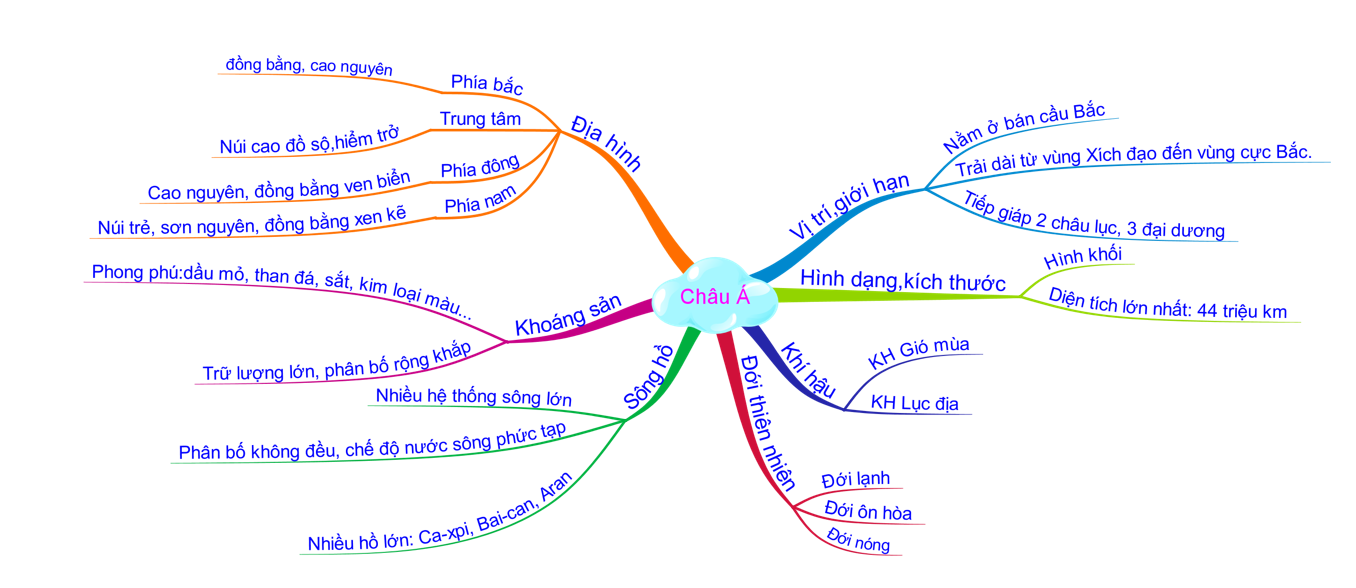 Châu Á
Địa hình
Phía bắc
đồng bằng, cao nguyên
Trung tâm
Núi cao đồ sộ,hiểm trở
Phía đông
Cao nguyên, đồng bằng ven biển
Phía nam
Núi trẻ, sơn nguyên, đồng bằng xen kẽ
Khoáng sản
Phong phú:dầu mỏ, than đá, sắt, kim loại màu...
Trữ lượng lớn, phân bố rộng khắp
Sông hồ
Nhiều hệ thống sông lớn
Phân bố không đều, chế độ nước sông phức tạp
Nhiều hồ lớn: Ca-xpi, Bai-can, Aran
Vị trí,giới hạn
Nằm ở bán cầu Bắc
Trải dài từ vùng Xích đạo đến vùng cực Bắc.
Tiếp giáp 2 châu lục, 3 đại dương
Hình dạng,kích thước
Hình khối
Diện tích lớn nhất: 44 triệu km
Khí hậu
KH Gió mùa
KH Lục địa
Đới thiên nhiên
Đới lạnh
Đới ôn hòa
Đới nóng